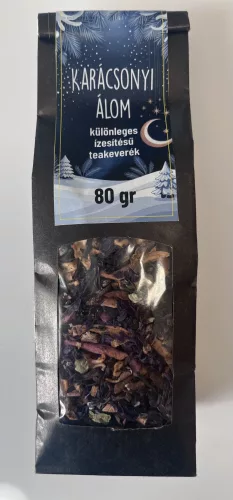 KARÁCSONYI
ÁLOM
különleges
ízesítésű
teakeverék
80 gr